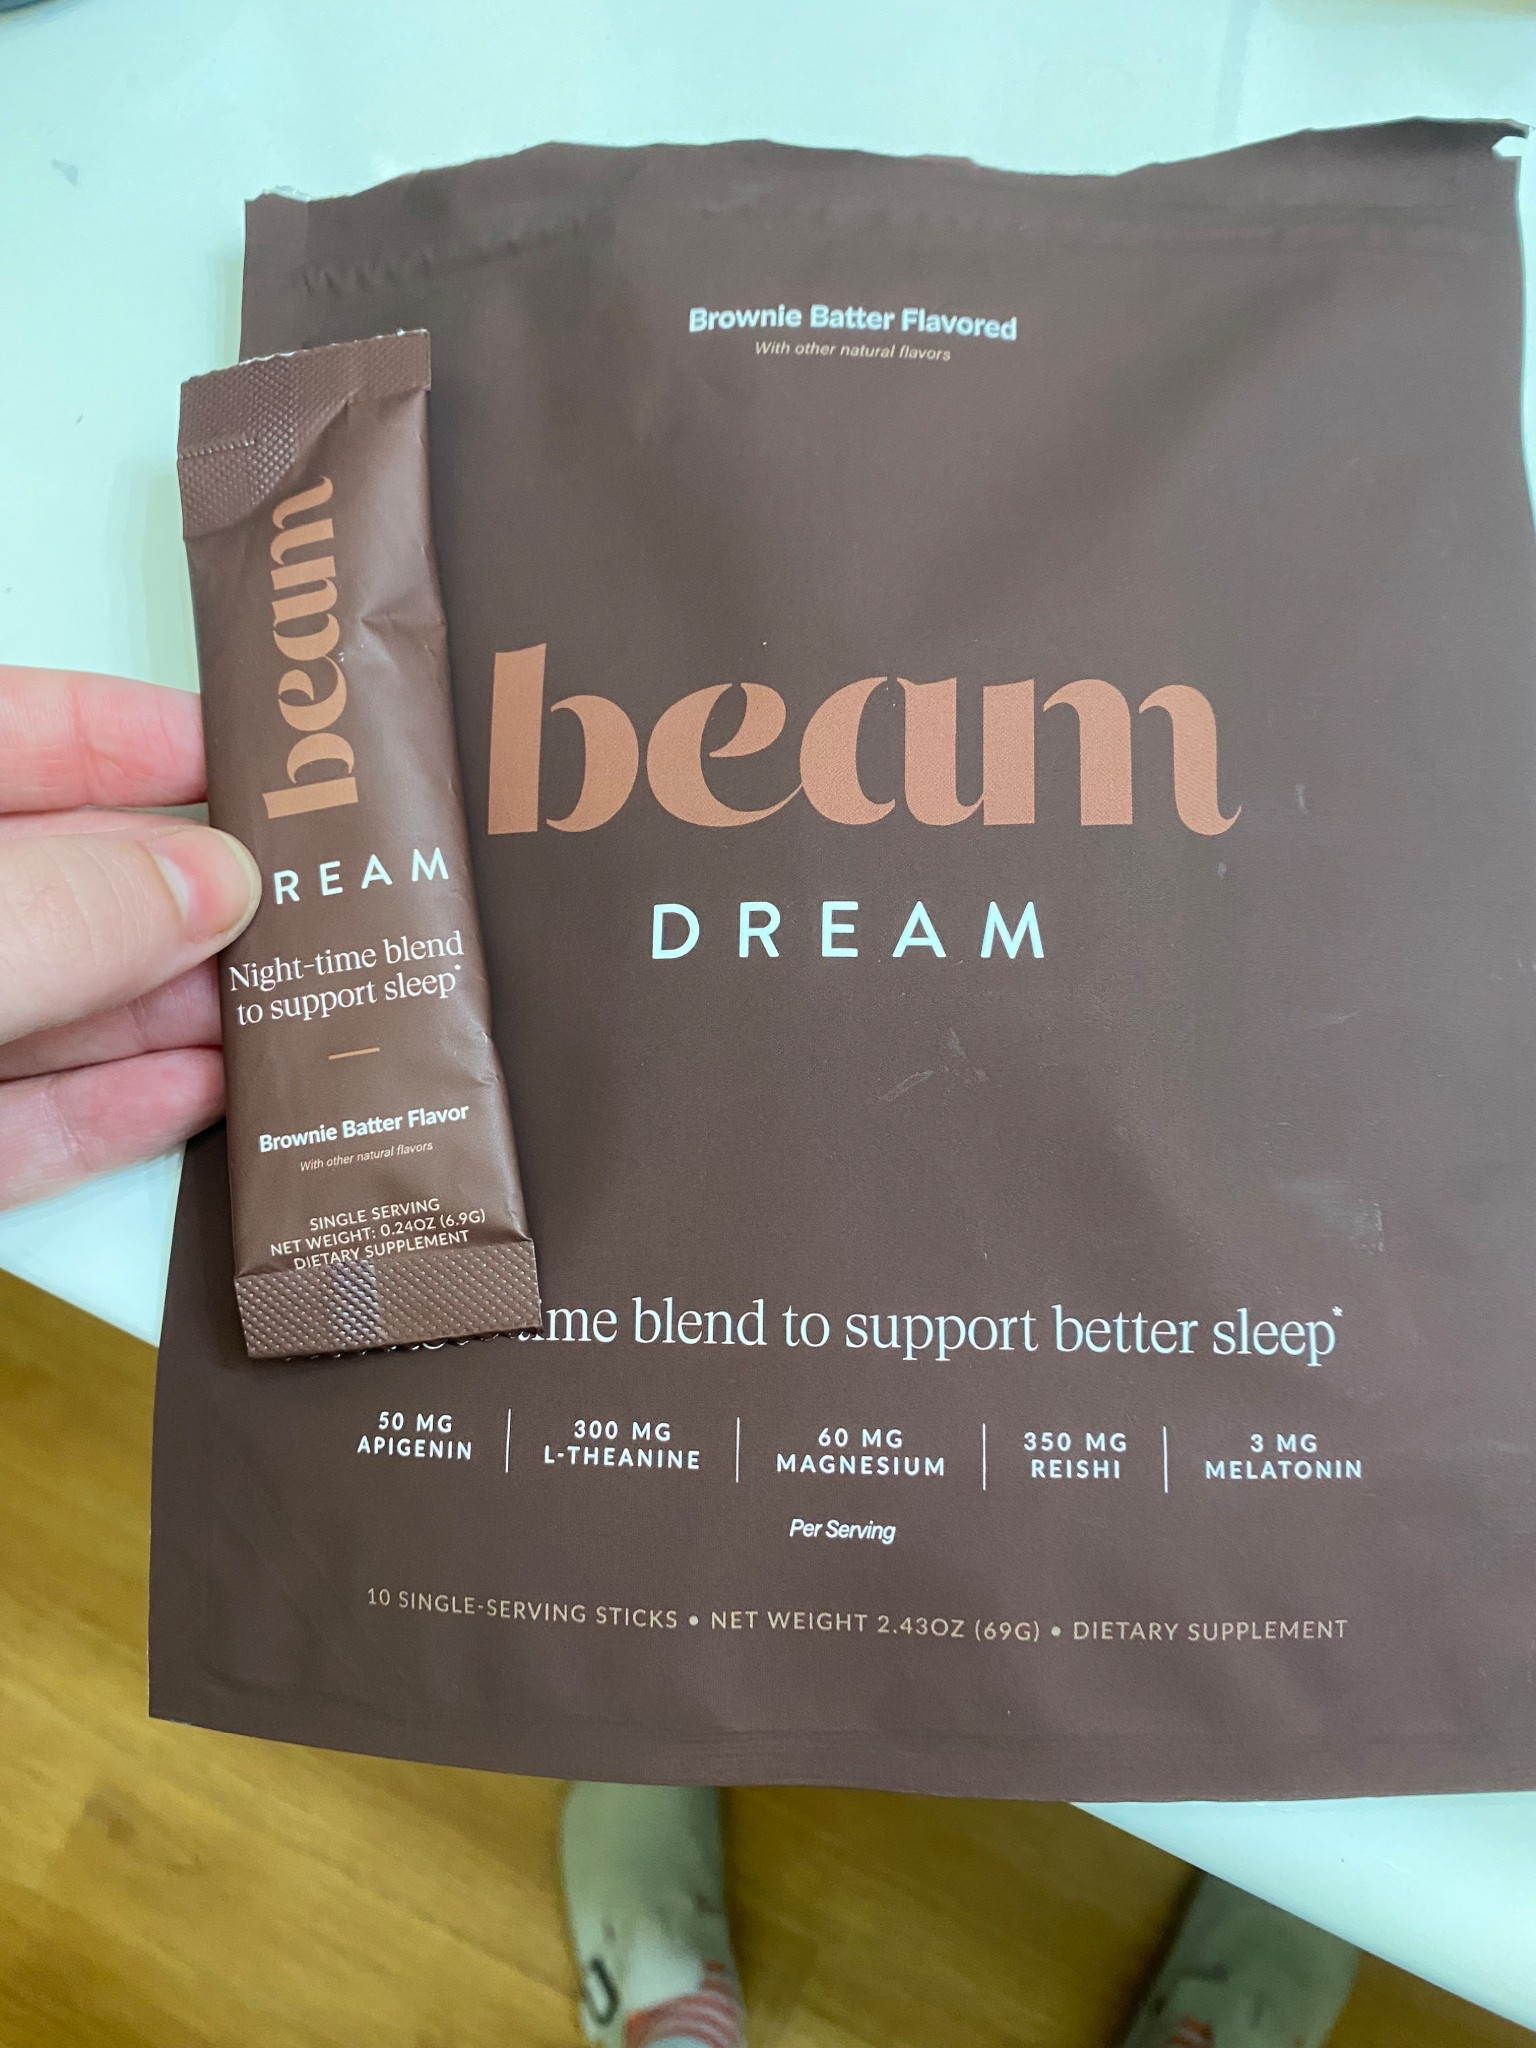 Brownie Batter Flavored
With other natural flavors
beam
DREAM
time blend to support better sleep*
50 MG APIGENIN
300 MG L-THEANINE
60 MG MAGNESIUM
350 MG REISHI
3 MG MELATONIN
Per Serving
10 SINGLE-SERVING STICKS • NET WEIGHT 2.43OZ (69G) • DIETARY SUPPLEMENT
beam
REAM
Night-time blend
to support sleep*
Brownie Batter Flavor
With other natural flavors
SINGLE SERVING
NET WEIGHT: 0.24OZ (6.9G)
DIETARY SUPPLEMENT